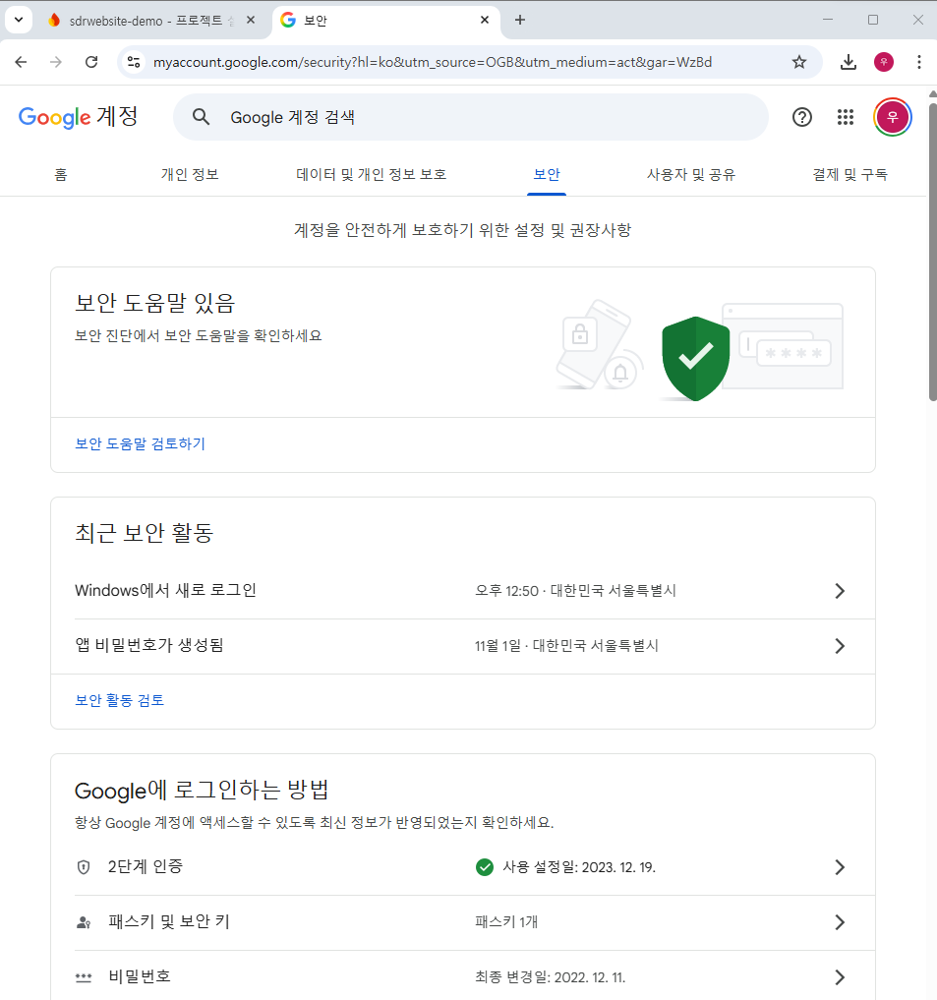 sdrwebsite-demo - 프로젝트
보안
myaccount.google.com/security?hl=ko&utm_source=OGB&utm_medium=act&gar=WzBd
우
Google 계정
Google 계정 검색
우
홈
개인 정보
데이터 및 개인 정보 보호
보안
사용자 및 공유
결제 및 구독
계정을 안전하게 보호하기 위한 설정 및 권장사항
보안 도움말 있음
보안 진단에서 보안 도움말을 확인하세요
****
보안 도움말 검토하기
최근 보안 활동
Windows에서 새로 로그인
오후 12:50 · 대한민국 서울특별시
앱 비밀번호가 생성됨
11월 1일 · 대한민국 서울특별시
보안 활동 검토
Google에 로그인하는 방법
항상 Google 계정에 액세스할 수 있도록 최신 정보가 반영되었는지 확인하세요.
2단계 인증
사용 설정일: 2023. 12. 19.
패스키 및 보안 키
패스키 1개
비밀번호
최종 변경일: 2022. 12. 11.